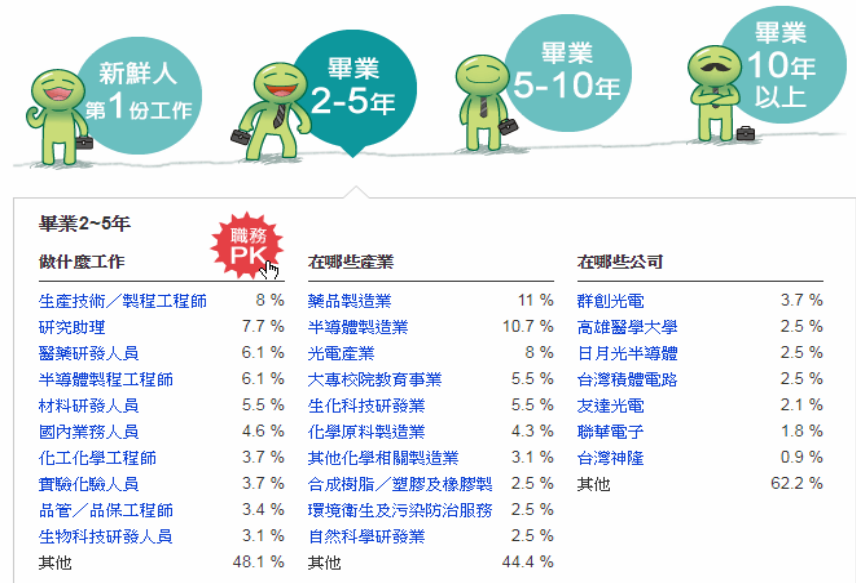 新鮮人
第1份工作
畢業
2-5年
畢業
5-10年
畢業
10年
以上
畢業2~5年
職務
PK
做什麼工作
生產技術／製程工程師 8 %
研究助理 7.7 %
醫藥研發人員 6.1 %
半導體製程工程師 6.1 %
材料研發人員 5.5 %
國內業務人員 4.6 %
化工化學工程師 3.7 %
實驗化驗人員 3.7 %
品管／品保工程師 3.4 %
生物科技研發人員 3.1 %
其他 48.1 %
在哪些產業
藥品製造業 11 %
半導體製造業 10.7 %
光電產業 8 %
大專校院教育事業 5.5 %
生化科技研發業 5.5 %
化學原料製造業 4.3 %
其他化學相關製造業 3.1 %
合成樹脂／塑膠及橡膠製 2.5 %
環境衛生及污染防治服務 2.5 %
自然科學研發業 2.5 %
其他 44.4 %
在哪些公司
群創光電 3.7 %
高雄醫學大學 2.5 %
日月光半導體 2.5 %
台灣積體電路 2.5 %
友達光電 2.1 %
聯華電子 1.8 %
台灣神隆 0.9 %
其他 62.2 %